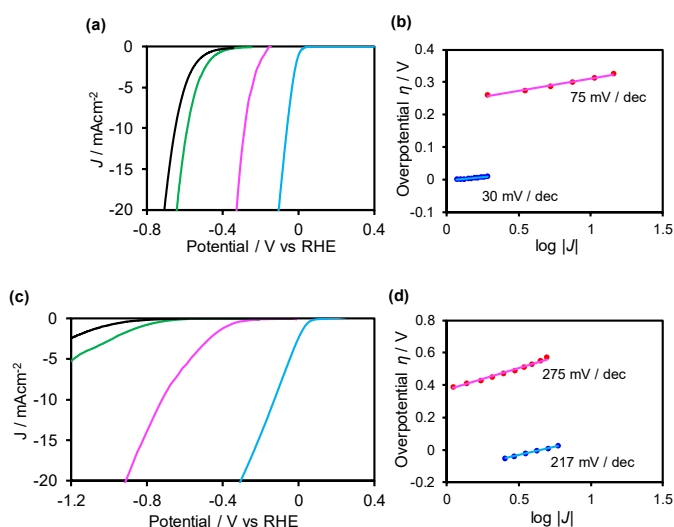 (a)
0
-5
-10
-15
-20
J / mAcm-2
-0.8 -0.4 0 0.4
Potential / V vs RHE
(b)
0.4
0.3
0.2
0.1
0
-0.1
Overpotential η / V
75 mV / dec
30 mV / dec
0 0.5 1 1.5
log |J|
(c)
0
-5
-10
-15
-20
J / mAcm-2
-1.2 -0.8 -0.4 0 0.4
Potential / V vs RHE
(d)
0.8
0.6
0.4
0.2
0
-0.2
Overpotential η / V
275 mV / dec
217 mV / dec
0 0.5 1 1.5
log |J|